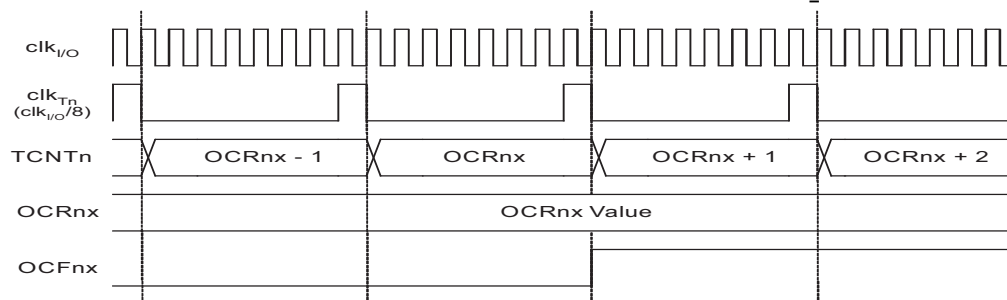 clkI/O
clkTn
(clkI/O/8)
TCNTn OCRnx - 1 OCRnx OCRnx + 1 OCRnx + 2
OCRnx OCRnx Value
OCFnx